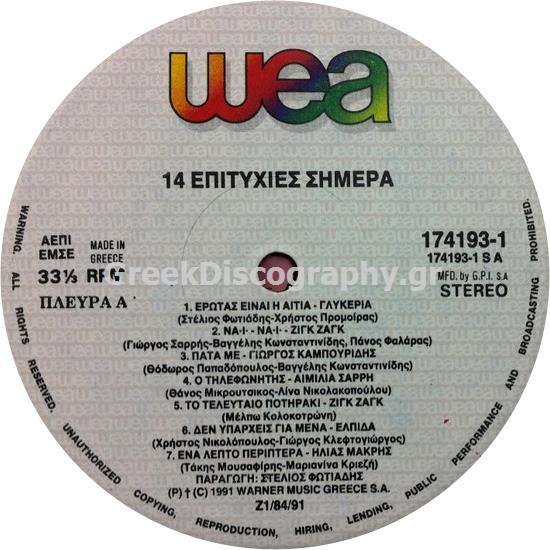 wea
14 ΕΠΙΤΥΧΙΕΣ ΣΗΜΕΡΑ
ΑΕΠΙ
ΕΜΣΕ
MADE IN
GREECE
33⅓ RPM
ΠΛΕΥΡΑ Α
174193-1
174193-1 S A
MFD. by G.P.I. S.A
STEREO
GreekDiscography.gr
1. ΕΡΩΤΑΣ ΕΙΝΑΙ Η ΑΙΤΙΑ - ΓΛΥΚΕΡΙΑ
(Στέλιος Φωτιάδης-Χρήστος Προμοίρας)
2. ΝΑ·Ι· - ΝΑ·Ι· - ΖΙΓΚ ΖΑΓΚ
(Γιώργος Σαρρής-Βαγγέλης Κωνσταντινίδης, Πάνος Φαλάρας)
3. ΠΑΤΑ ΜΕ - ΓΙΩΡΓΟΣ ΚΑΜΠΟΥΡΙΔΗΣ
(Θόδωρος Παπαδόπουλος-Βαγγέλης Κωνσταντινίδης)
4. Ο ΤΗΛΕΦΩΝΗΤΗΣ - ΑΙΜΙΛΙΑ ΣΑΡΡΗ
(Θάνος Μικρουτσικος-Λίνα Νικολακοπούλου)
5. ΤΟ ΤΕΛΕΥΤΑΙΟ ΠΟΤΗΡΑΚΙ - ΖΙΓΚ ΖΑΓΚ
(Μέλπω Κολοκοτρώνη)
6. ΔΕΝ ΥΠΑΡΧΕΙΣ ΓΙΑ ΜΕΝΑ - ΕΛΠΙΔΑ
(Χρήστος Νικολόπουλος-Γιώργος Κλεφτογιώργος)
7. ΕΝΑ ΛΕΠΤΟ ΠΕΡΙΠΤΕΡΑ - ΗΛΙΑΣ ΜΑΚΡΗΣ
(Τάκης Μουσαφίρης-Μαριανίνα Κριεζή)
ΠΑΡΑΓΩΓΗ: ΣΤΕΛΙΟΣ ΦΩΤΙΑΔΗΣ
(P) † (C) 1991 WARNER MUSIC GREECE S.A.
Ζ1/84/91
WARNING. ALL RIGHTS RESERVED. UNAUTHORIZED COPYING, REPRODUCTION, HIRING, LENDING, PUBLIC PERFORMANCE AND BROADCASTING PROHIBITED.